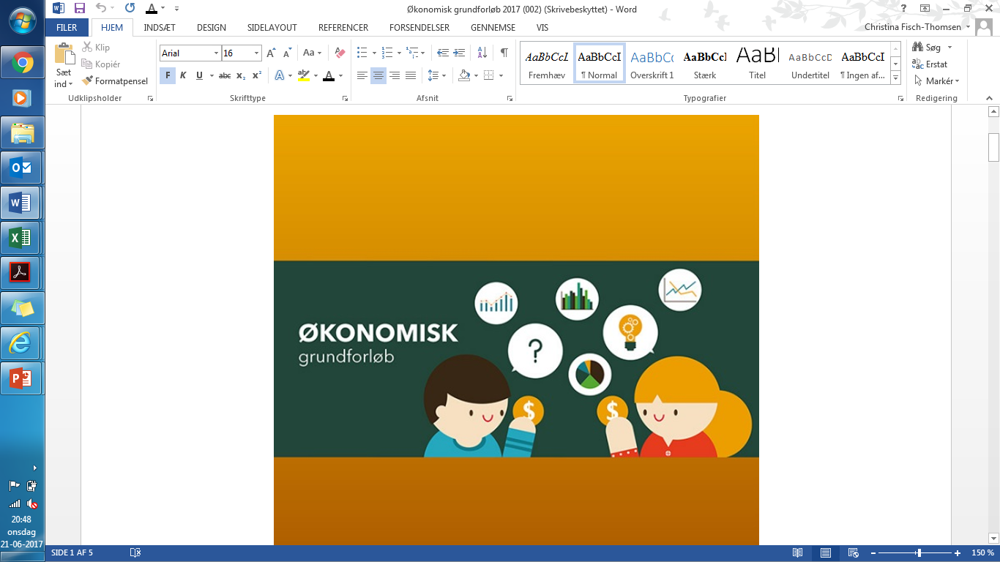 Økonomisk grundforløb 2017 (002) (Skrivebeskyttet) - Word
FILER HJEM INDSÆT DESIGN SIDELAYOUT REFERENCER FORSENDELSER GENNEMSE VIS
Christina Fisch-Thomsen
Sæt
ind
Klip
Kopiér
Formatpensel
Udklipsholder
Arial 16
F K U abc x₂ x²
Aa
A
Skrifttype
Afsnit
AaBbCcI AaBbCcI AaBbCc AaBbCcI AaBb AaBbCcD AaBbCcI
Fremhæv ¶ Normal Overskrift 1 Stærk Titel Undertitel ¶ Ingen af...
Typografier
Søg
Erstat
Markér
Redigering
ØKONOMISK
grundforløb
?
$ $
20:48
onsdag
21-06-2017
SIDE 1 AF 5
150 %